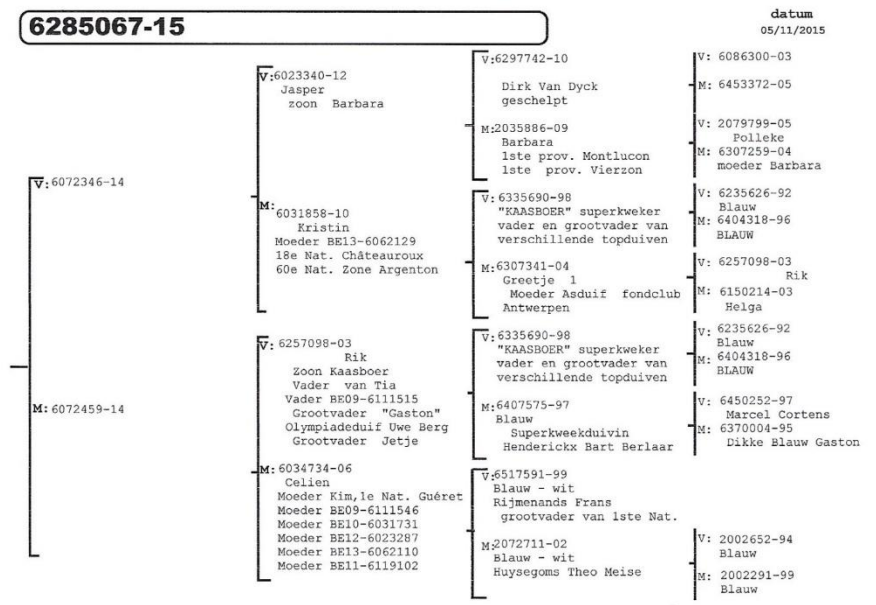 6285067-15
datum
05/11/2015
V: 6072346-14
M: 6072459-14
V: 6023340-12
Jasper
zoon Barbara
M:
6031858-10
Kristin
Moeder BE13-6062129
18e Nat. Châteauroux
60e Nat. Zone Argenton
V: 6257098-03
Rik
Zoon Kaasboer
Vader van Tia
Vader BE09-6111515
Grootvader "Gaston"
Olympiadeduif Uwe Berg
Grootvader Jetje
M: 6034734-06
Celien
Moeder Kim,1e Nat. Guéret
Moeder BE09-6111546
Moeder BE10-6031731
Moeder BE12-6023287
Moeder BE13-6062110
Moeder BE11-6119102
V:6297742-10
Dirk Van Dyck
geschelpt
M:2035886-09
Barbara
1ste prov. Montlucon
1ste prov. Vierzon
V: 6335690-98
"KAASBOER" superkweker
vader en grootvader van
verschillende topduiven
M:6307341-04
Greetje 1
Moeder Asduif fondclub
Antwerpen
V: 6335690-98
"KAASBOER" superkweker
vader en grootvader van
verschillende topduiven
M:6407575-97
Blauw
Superkweekduivin
Henderickx Bart Berlaar
V:6517591-99
Blauw - wit
Rijmenands Frans
grootvader van 1ste Nat.
M:2072711-02
Blauw - wit
Huysegoms Theo Meise
V: 6086300-03
M: 6453372-05
V: 2079799-05
Polleke
M: 6307259-04
moeder Barbara
V: 6235626-92
Blauw
M: 6404318-96
BLAUW
V: 6257098-03
Rik
M: 6150214-03
Helga
V: 6235626-92
Blauw
M: 6404318-96
BLAUW
V: 6450252-97
Marcel Cortens
M: 6370004-95
Dikke Blauw Gaston
V: 2002652-94
Blauw
M: 2002291-99
Blauw